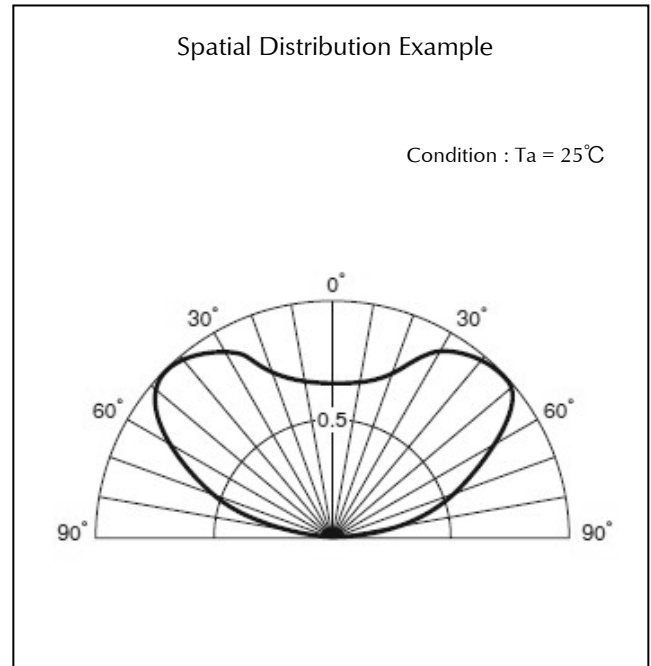 Spatial Distribution Example
Condition : Ta = 25℃
0°
30° 30°
60° 60°
0.5
90° 90°